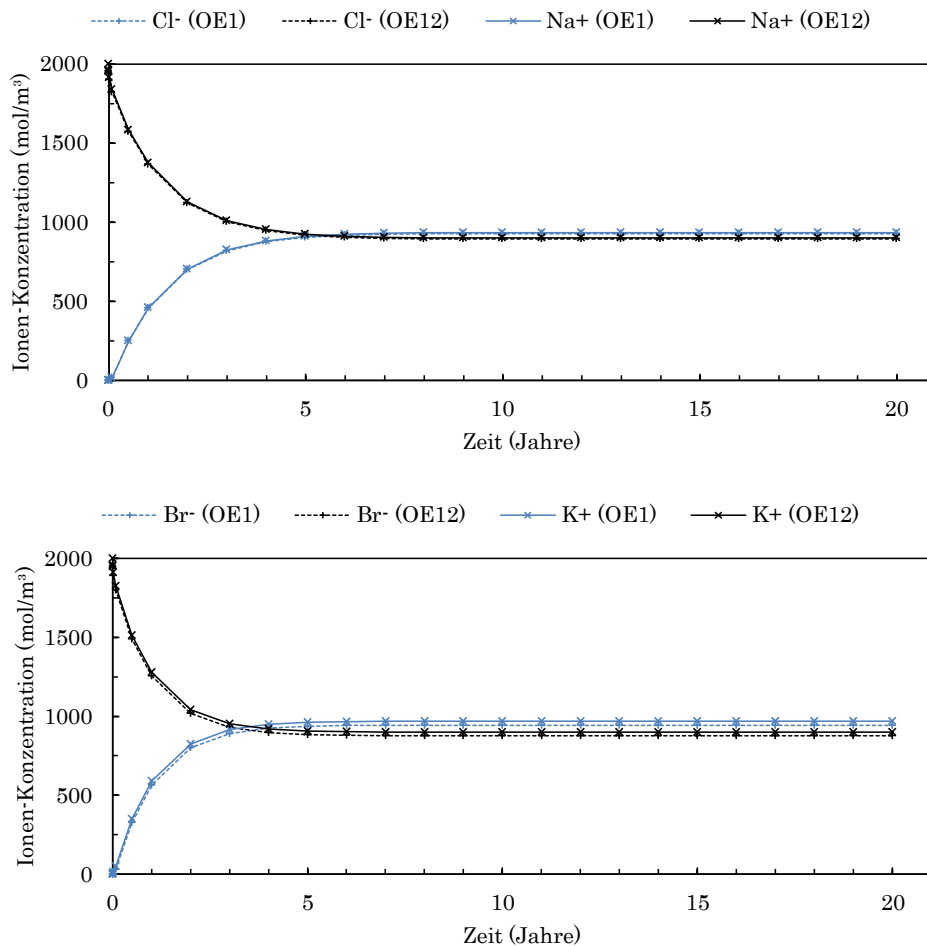 Cl- (OE1) Cl- (OE12) Na+ (OE1) Na+ (OE12)
2000
1500
1000
500
0
Ionen-Konzentration (mol/m³)
0 5 10 15 20
Zeit (Jahre)
Br- (OE1) Br- (OE12) K+ (OE1) K+ (OE12)
2000
1500
1000
500
0
Ionen-Konzentration (mol/m³)
0 5 10 15 20
Zeit (Jahre)